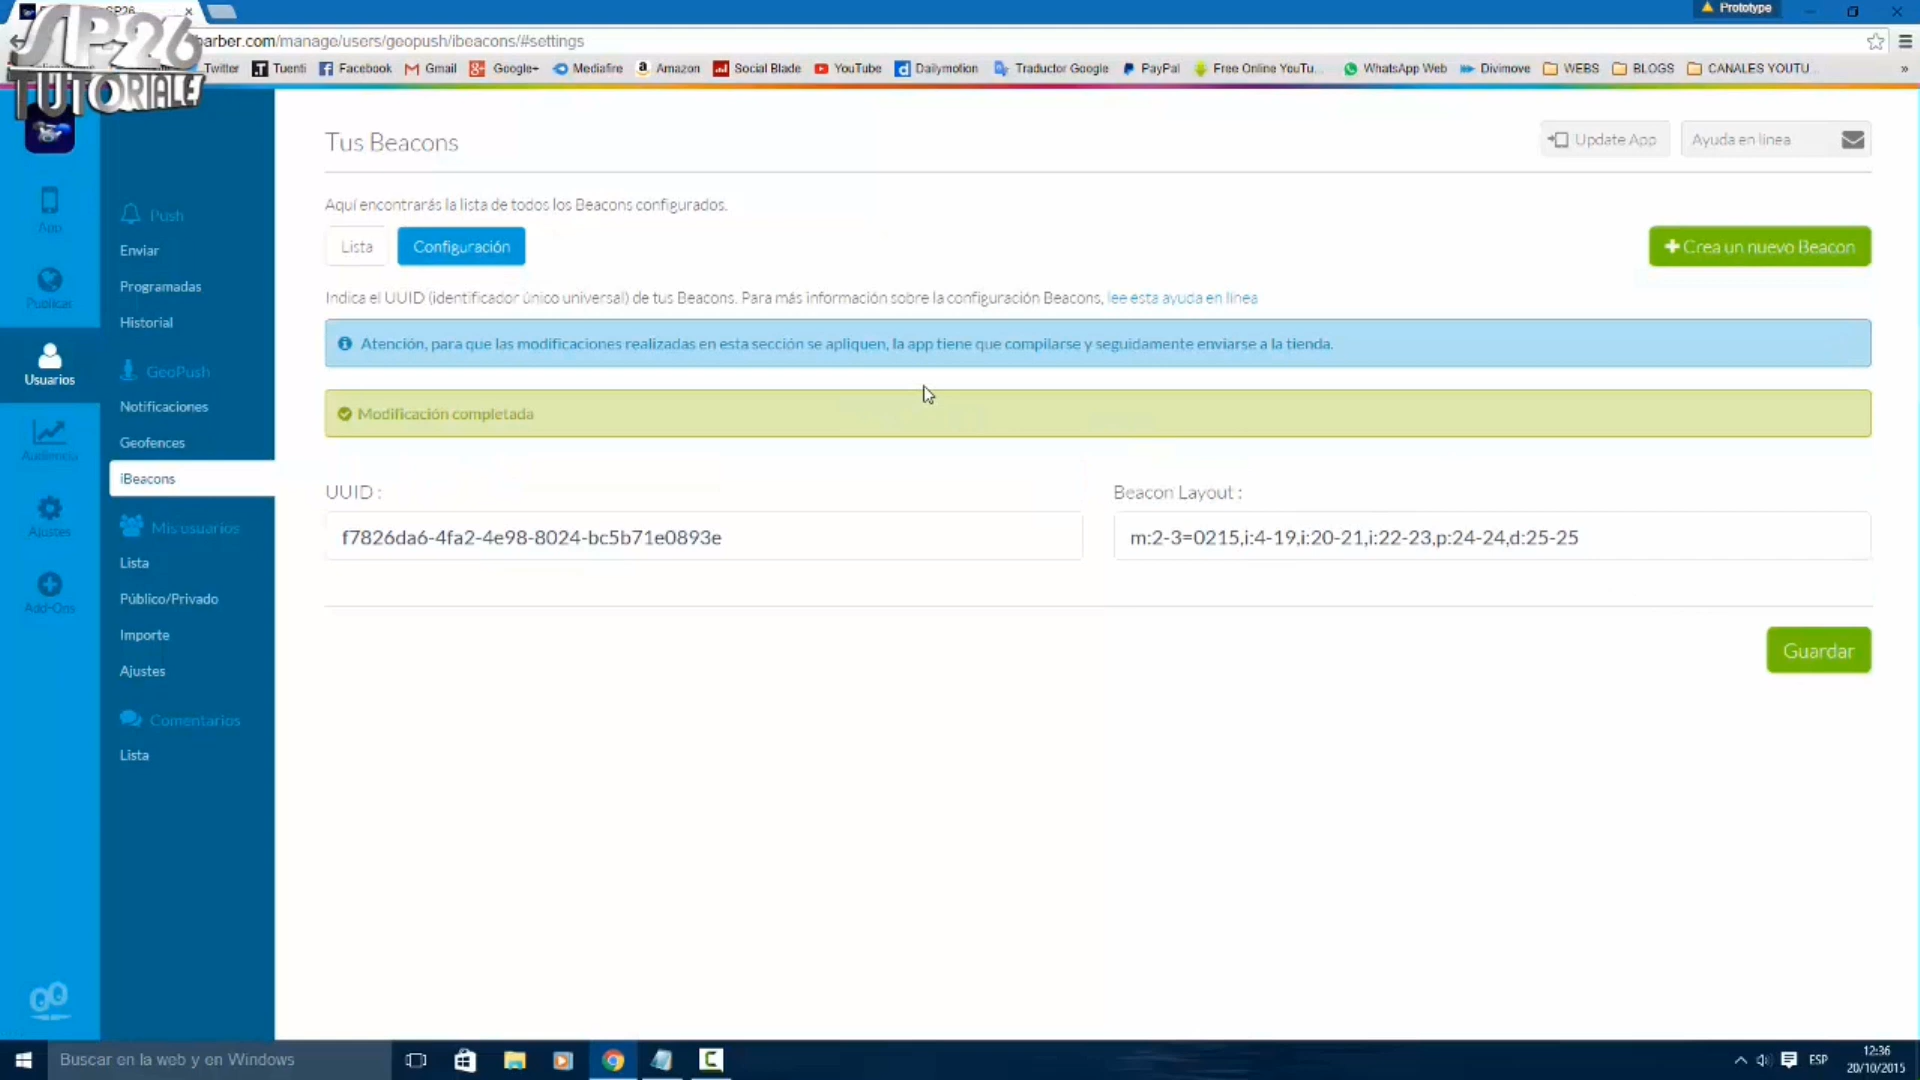 SP26
TUTORIALES
Prototype
barber.com/manage/users/geopush/ibeacons/#settings
Twitter
Tuenti
Facebook
Gmail
Google+
Mediafire
Amazon
Social Blade
YouTube
Dailymotion
Traductor Google
PayPal
Free Online YouTu...
WhatsApp Web
Divimove
WEBS
BLOGS
CANALES YOUTU...
»
App
Publicar
Usuarios
Audiencia
Ajustes
Add-Ons
Push
Enviar
Programadas
Historial
GeoPush
Notificaciones
Geofences
iBeacons
Mis usuarios
Lista
Público/Privado
Importe
Ajustes
Comentarios
Lista
Tus Beacons
Update App
Ayuda en línea
Aquí encontrarás la lista de todos los Beacons configurados.
Lista
Configuración
Crea un nuevo Beacon
Indica el UUID (identificador único universal) de tus Beacons. Para más información sobre la configuración Beacons, lee esta ayuda en línea
Atención, para que las modificaciones realizadas en esta sección se apliquen, la app tiene que compilarse y seguidamente enviarse a la tienda.
Modificación completada
UUID :
Beacon Layout :
f7826da6-4fa2-4e98-8024-bc5b71e0893e
m:2-3=0215,i:4-19,i:20-21,i:22-23,p:24-24,d:25-25
Guardar
Buscar en la web y en Windows
ESP
12:36
20/10/2015